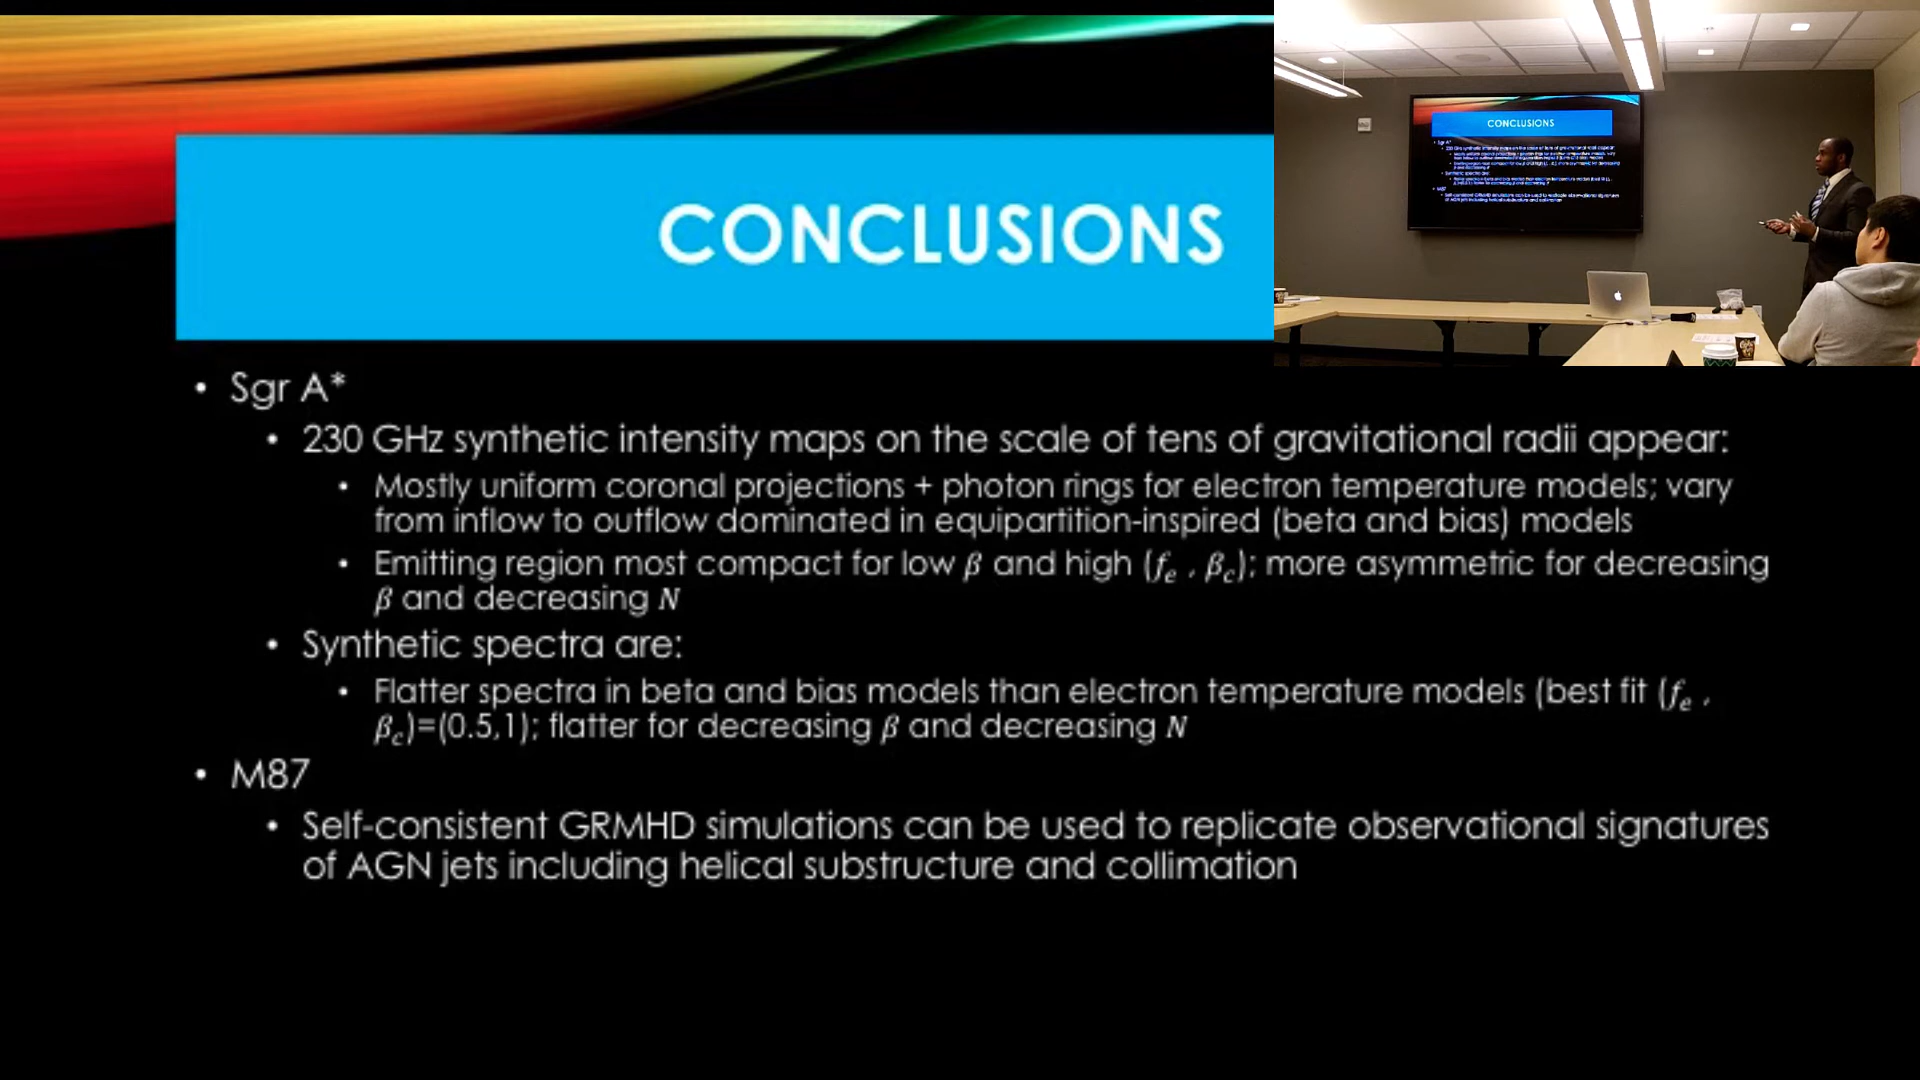 CONCLUSIONS
• Sgr A*
• 230 GHz synthetic intensity maps on the scale of tens of gravitational radii appear:
• Mostly uniform coronal projections + photon rings for electron temperature models; vary
from inflow to outflow dominated in equipartition-inspired (beta and bias) models
• Emitting region most compact for low β and high (fₑ , β_c); more asymmetric for decreasing
β and decreasing N
• Synthetic spectra are:
• Flatter spectra in beta and bias models than electron temperature models (best fit (fₑ ,
β_c)=(0.5,1); flatter for decreasing β and decreasing N
• M87
• Self-consistent GRMHD simulations can be used to replicate observational signatures
of AGN jets including helical substructure and collimation
CONCLUSIONS